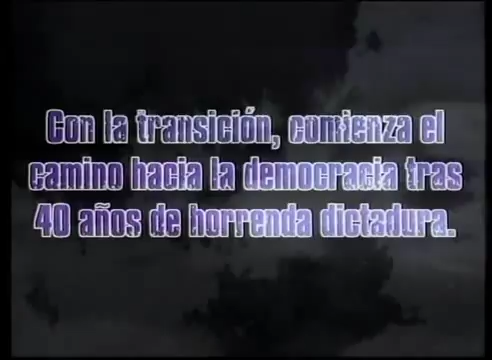 Con la transición, comienza el
camino hacia la democracia tras
40 años de horrenda dictadura.